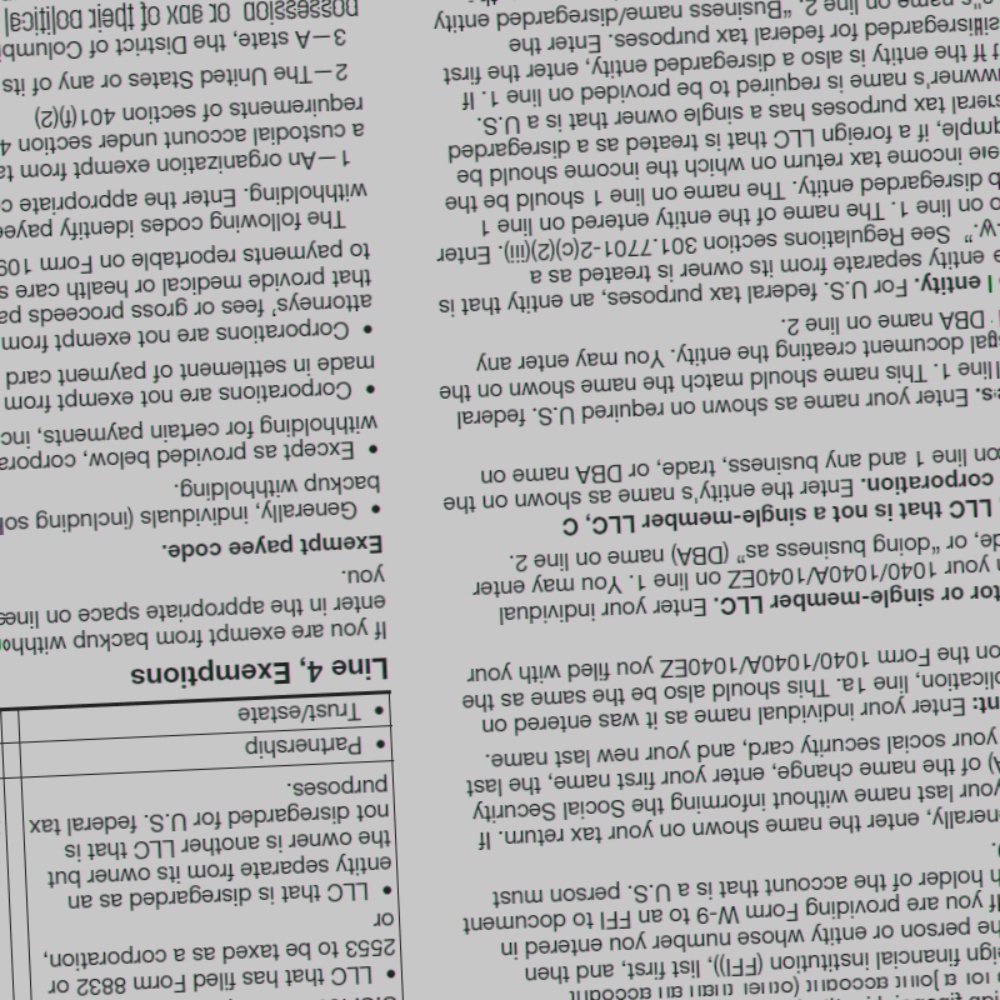 for a joint account (other than an account
eign financial institution (FFI)), list first, and then
he person or entity whose number you entered in
If you are providing Form W-9 to an FFI to document
h holder of the account that is a U.S. person must
nerally, enter the name shown on your tax return. If
your last name without informing the Social Security
A) of the name change, enter your first name, the last
your social security card, and your new last name.
nt: Enter your individual name as it was entered on
plication, line 1a. This should also be the same as the
on the Form 1040/1040A/1040EZ you filed with your
tor or single-member LLC. Enter your individual
n your 1040/1040A/1040EZ on line 1. You may enter
de, or “doing business as” (DBA) name on line 2.
LLC that is not a single-member LLC, C
corporation. Enter the entity's name as shown on the
on line 1 and any business, trade, or DBA name on
es. Enter your name as shown on required U.S. federal
line 1. This name should match the name shown on the
gal document creating the entity. You may enter any
DBA name on line 2.
entity. For U.S. federal tax purposes, an entity that is
e entity separate from its owner is treated as a
See Regulations section 301.7701-2(c)(2)(iii). Enter
on line 1. The name of the entity entered on line 1
disregarded entity. The name on line 1 should be the
income tax return on which the income should be
mple, if a foreign LLC that is treated as a disregarded
eral tax purposes has a single owner that is a U.S.
wner's name is required to be provided on line 1. If
If the entity is also a disregarded entity, enter the first
disregarded for federal tax purposes. Enter the
name on line 2, “Business name/disregarded entity
• LLC that has filed Form 8832 or
2553 to be taxed as a corporation,
or
• LLC that is disregarded as an
entity separate from its owner but
the owner is another LLC that is
not disregarded for U.S. federal tax
purposes.
• Partnership
• Trust/estate
Line 4, Exemptions
If you are exempt from backup withho
enter in the appropriate space on lines
you.
Exempt payee code.
• Generally, individuals (including sol
backup withholding.
• Except as provided below, corpora
withholding for certain payments, inc
• Corporations are not exempt from
made in settlement of payment card
• Corporations are not exempt from
attorneys' fees or gross proceeds pa
that provide medical or health care s
to payments reportable on Form 109
The following codes identify payee
withholding. Enter the appropriate c
1—An organization exempt from ta
a custodial account under section 4
requirements of section 401(f)(2)
2—The United States or any of its
3—A state, the District of Columbi
possession, or any of their political